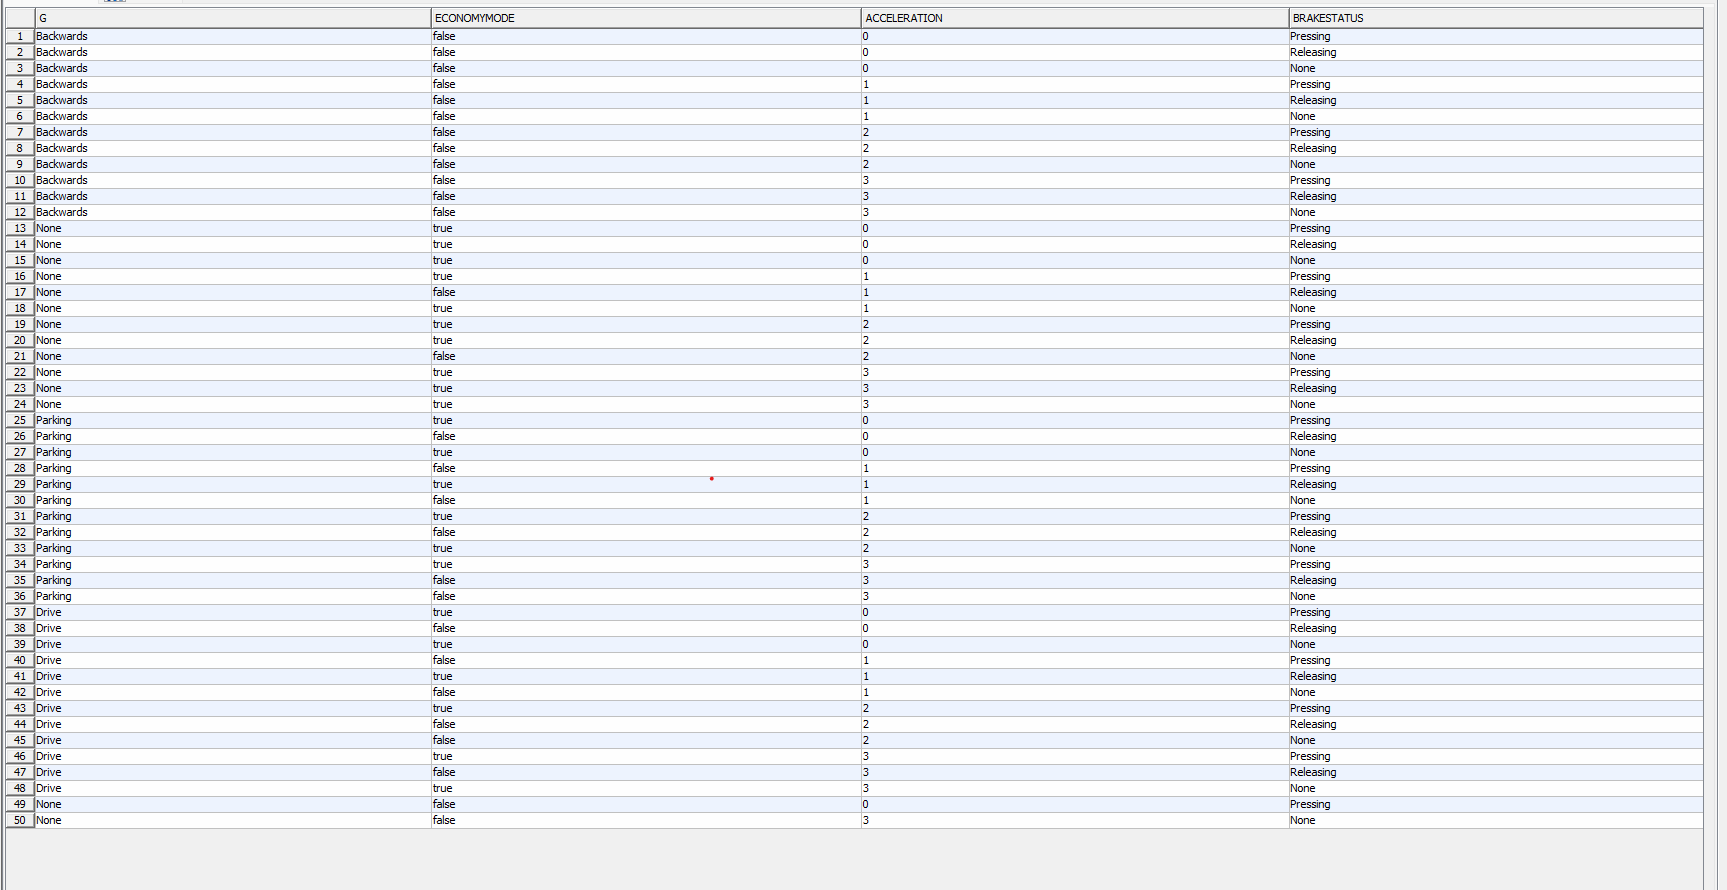 G ECONOMYMODE ACCELERATION BRAKESTATUS
1 Backwards false 0 Pressing
2 Backwards false 0 Releasing
3 Backwards false 0 None
4 Backwards false 1 Pressing
5 Backwards false 1 Releasing
6 Backwards false 1 None
7 Backwards false 2 Pressing
8 Backwards false 2 Releasing
9 Backwards false 2 None
10 Backwards false 3 Pressing
11 Backwards false 3 Releasing
12 Backwards false 3 None
13 None true 0 Pressing
14 None true 0 Releasing
15 None true 0 None
16 None true 1 Pressing
17 None false 1 Releasing
18 None true 1 None
19 None true 2 Pressing
20 None true 2 Releasing
21 None false 2 None
22 None true 3 Pressing
23 None true 3 Releasing
24 None true 3 None
25 Parking true 0 Pressing
26 Parking false 0 Releasing
27 Parking true 0 None
28 Parking false 1 Pressing
29 Parking true 1 Releasing
30 Parking false 1 None
31 Parking true 2 Pressing
32 Parking false 2 Releasing
33 Parking true 2 None
34 Parking true 3 Pressing
35 Parking false 3 Releasing
36 Parking false 3 None
37 Drive true 0 Pressing
38 Drive false 0 Releasing
39 Drive true 0 None
40 Drive false 1 Pressing
41 Drive true 1 Releasing
42 Drive false 1 None
43 Drive true 2 Pressing
44 Drive false 2 Releasing
45 Drive false 2 None
46 Drive true 3 Pressing
47 Drive false 3 Releasing
48 Drive true 3 None
49 None false 0 Pressing
50 None false 3 None